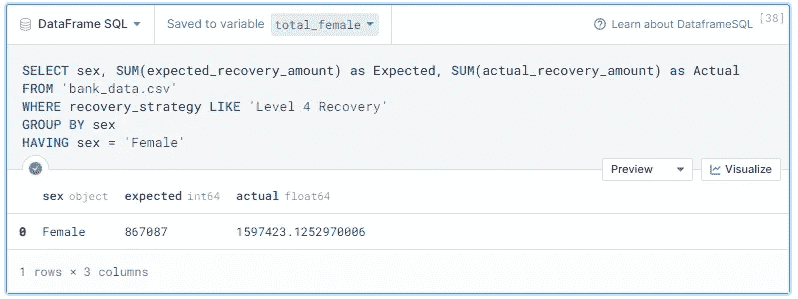 DataFrame SQL Saved to variable total_female Learn about DataframeSQL [38]
SELECT sex, SUM(expected_recovery_amount) as Expected, SUM(actual_recovery_amount) as Actual
FROM 'bank_data.csv'
WHERE recovery_strategy LIKE 'Level 4 Recovery'
GROUP BY sex
HAVING sex = 'Female'
Preview Visualize
sex object expected int64 actual float64
0 Female 867087 1597423.1252970006
1 rows × 3 columns